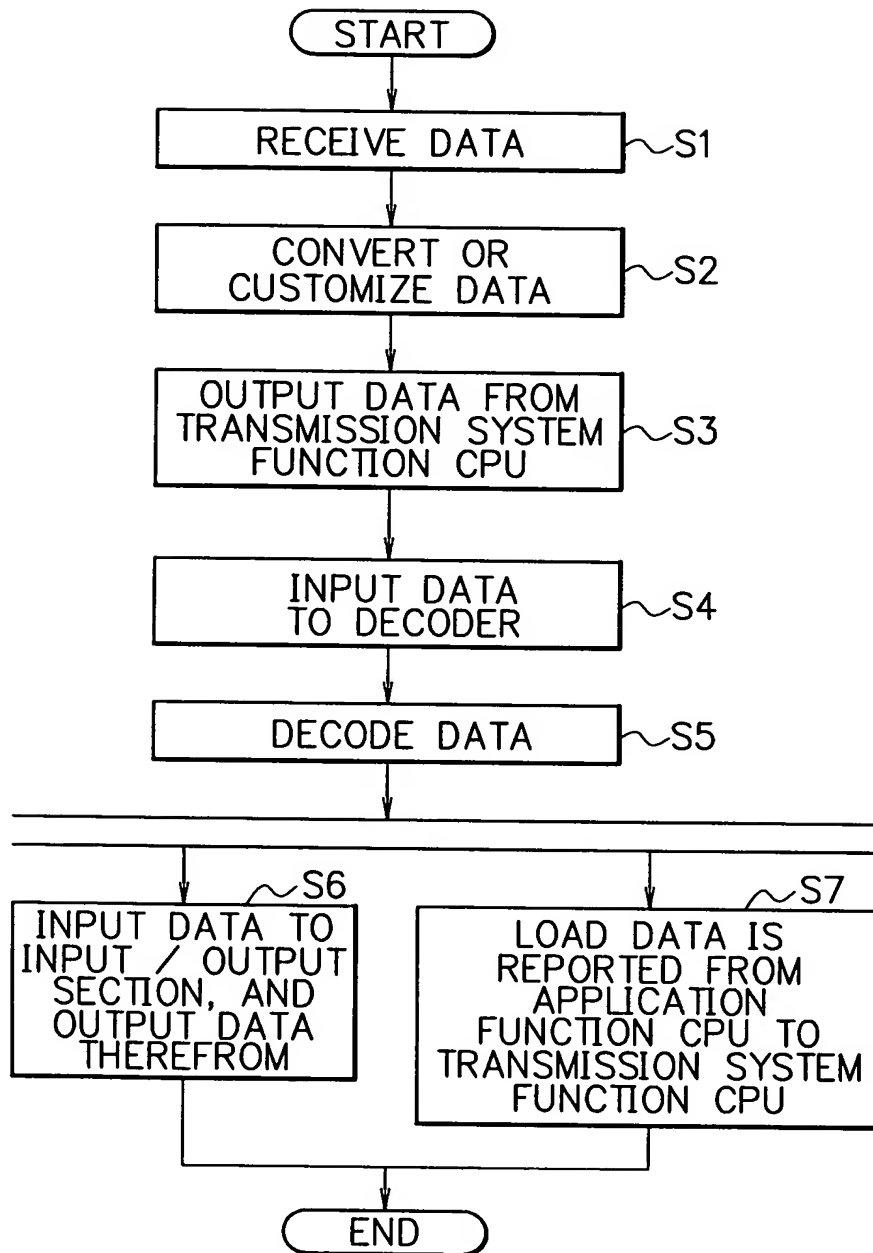 START
RECEIVE DATA
S1
CONVERT OR
CUSTOMIZE DATA
S2
OUTPUT DATA FROM
TRANSMISSION SYSTEM
FUNCTION CPU
S3
INPUT DATA
TO DECODER
S4
DECODE DATA
S5
S6
INPUT DATA TO
INPUT / OUTPUT
SECTION, AND
OUTPUT DATA
THEREFROM
S7
LOAD DATA IS
REPORTED FROM
APPLICATION
FUNCTION CPU TO
TRANSMISSION SYSTEM
FUNCTION CPU
END